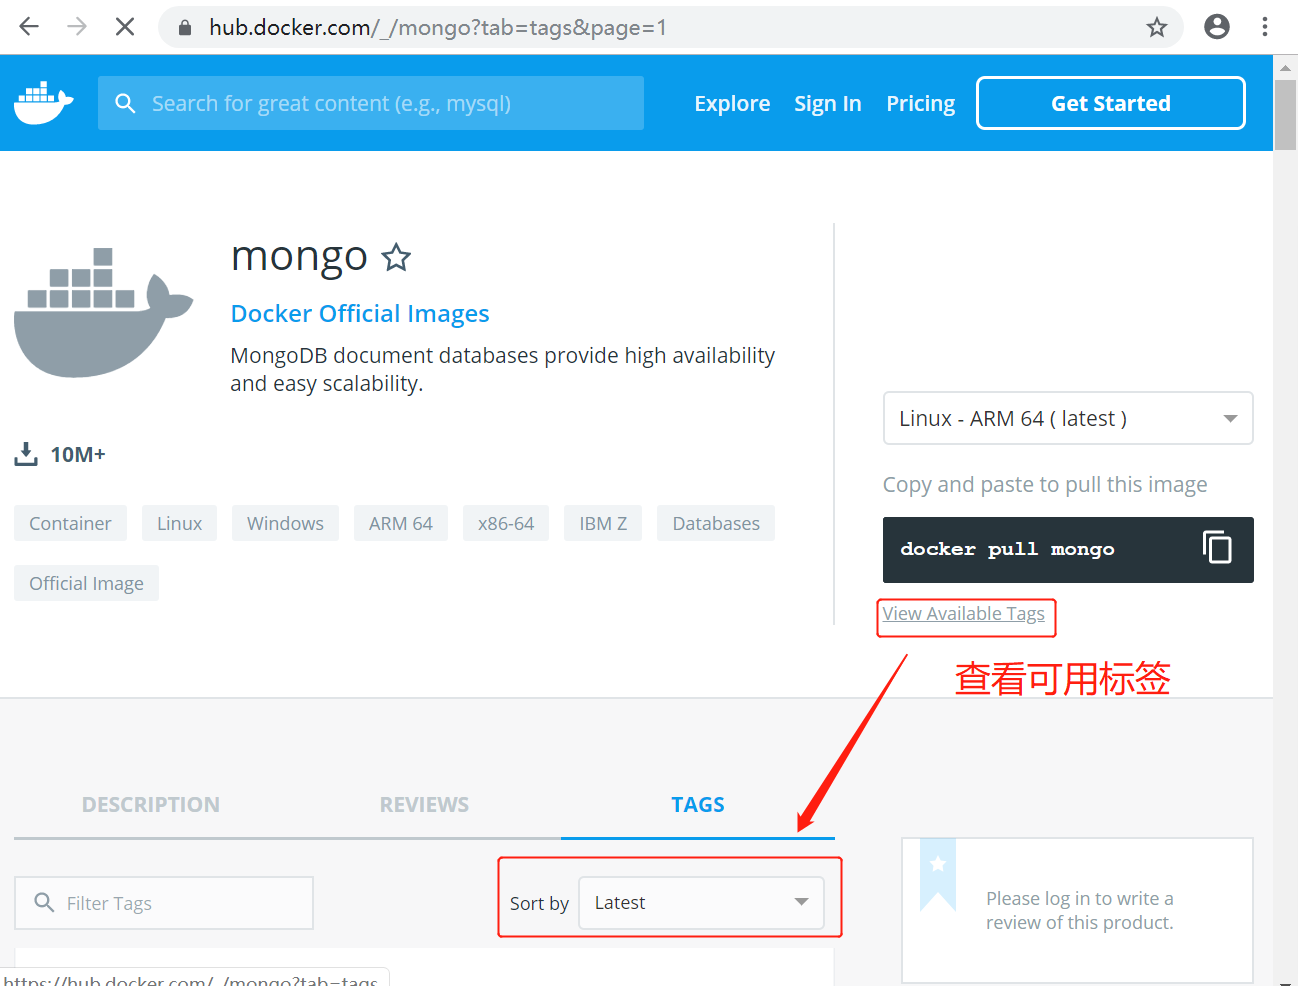 hub.docker.com/_/mongo?tab=tags&page=1
Search for great content (e.g., mysql)
Explore
Sign In
Pricing
Get Started
mongo
Docker Official Images
MongoDB document databases provide high availability
and easy scalability.
10M+
Container
Linux
Windows
ARM 64
x86-64
IBM Z
Databases
Official Image
Linux - ARM 64 ( latest )
Copy and paste to pull this image
docker pull mongo
View Available Tags
查看可用标签
DESCRIPTION
REVIEWS
TAGS
Filter Tags
Sort by
Latest
Please log in to write a
review of this product.
https://hub.docker.com/_/mongo?tab=tags